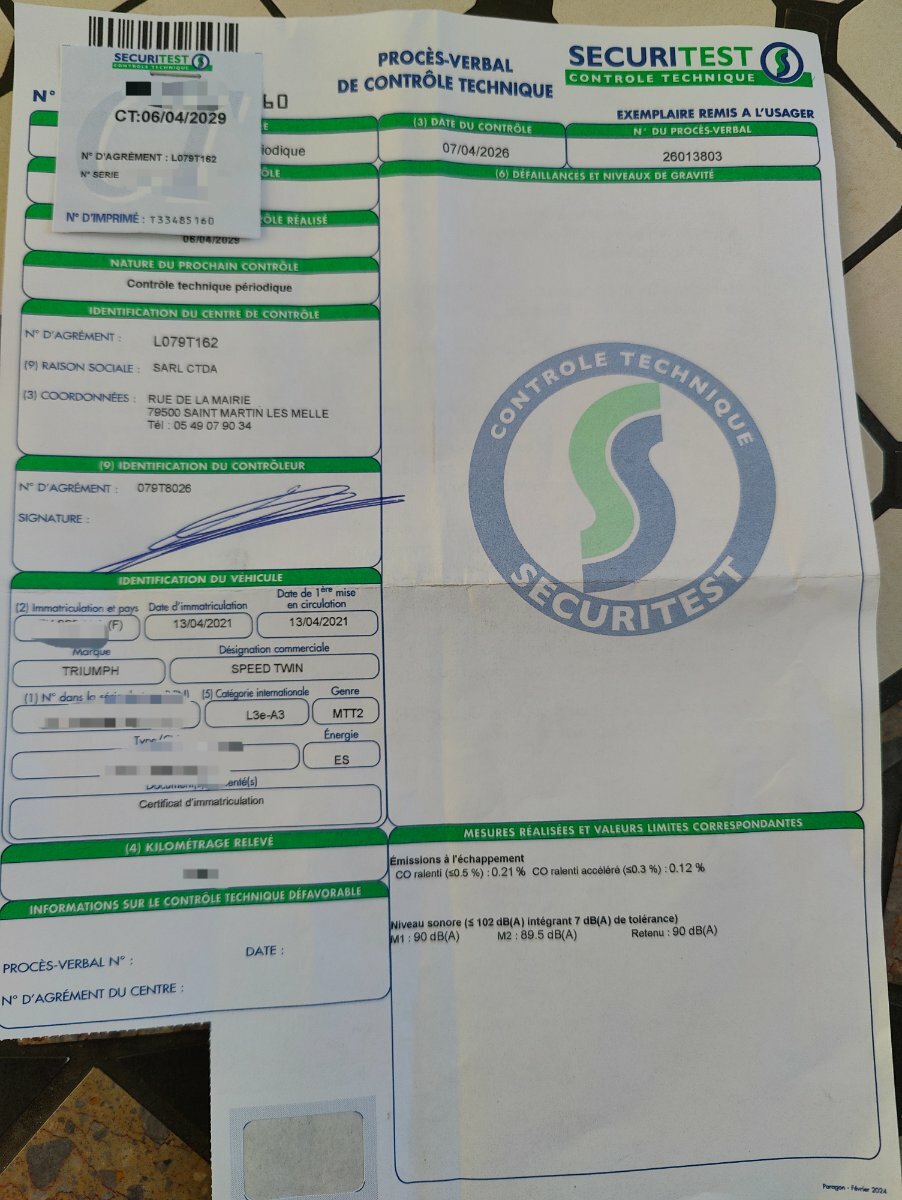 SECURITEST
CONTROLE TECHNIQUE
CT:06/04/2029
N° D'AGRÉMENT : L079T162
N° SERIE
N° D'IMPRIMÉ : T33485160
N°
60
PROCÈS-VERBAL
DE CONTRÔLE TECHNIQUE
SECURITEST
CONTROLE TECHNIQUE
EXEMPLAIRE REMIS A L'USAGER
(3) DATE DU CONTRÔLE
07/04/2026
N° DU PROCÈS-VERBAL
26013803
(6) DÉFAILLANCES ET NIVEAUX DE GRAVITÉ
RÉALISÉ
06/04/2029
NATURE DU PROCHAIN CONTRÔLE
Contrôle technique périodique
IDENTIFICATION DU CENTRE DE CONTRÔLE
N° D'AGRÉMENT : L079T162
(9) RAISON SOCIALE : SARL CTDA
(3) COORDONNÉES : RUE DE LA MAIRIE
79500 SAINT MARTIN LES MELLE
Tél : 05 49 07 90 34
(9) IDENTIFICATION DU CONTRÔLEUR
N° D'AGRÉMENT : 079T8026
SIGNATURE :
CONTROLE TECHNIQUE
SECURITEST
IDENTIFICATION DU VÉHICULE
(2) Immatriculation et pays
(F)
Date d'immatriculation
13/04/2021
Date de 1ère mise
en circulation
13/04/2021
Marque
TRIUMPH
Désignation commerciale
SPEED TWIN
(1) N° dans la
(5) Catégorie internationale
L3e-A3
Genre
MTT2
Énergie
ES
Certificat d'immatriculation
(4) KILOMÉTRAGE RELEVÉ
INFORMATIONS SUR LE CONTRÔLE TECHNIQUE DÉFAVORABLE
PROCÈS-VERBAL N° :
DATE :
N° D'AGRÉMENT DU CENTRE :
MESURES RÉALISÉES ET VALEURS LIMITES CORRESPONDANTES
Émissions à l'échappement
CO ralenti (≤0.5 %) : 0.21 % CO ralenti accéléré (≤0.3 %) : 0.12 %
Niveau sonore (≤ 102 dB(A) intégrant 7 dB(A) de tolérance)
M1 : 90 dB(A) M2 : 89.5 dB(A) Retenu : 90 dB(A)
Paragon - Février 2024